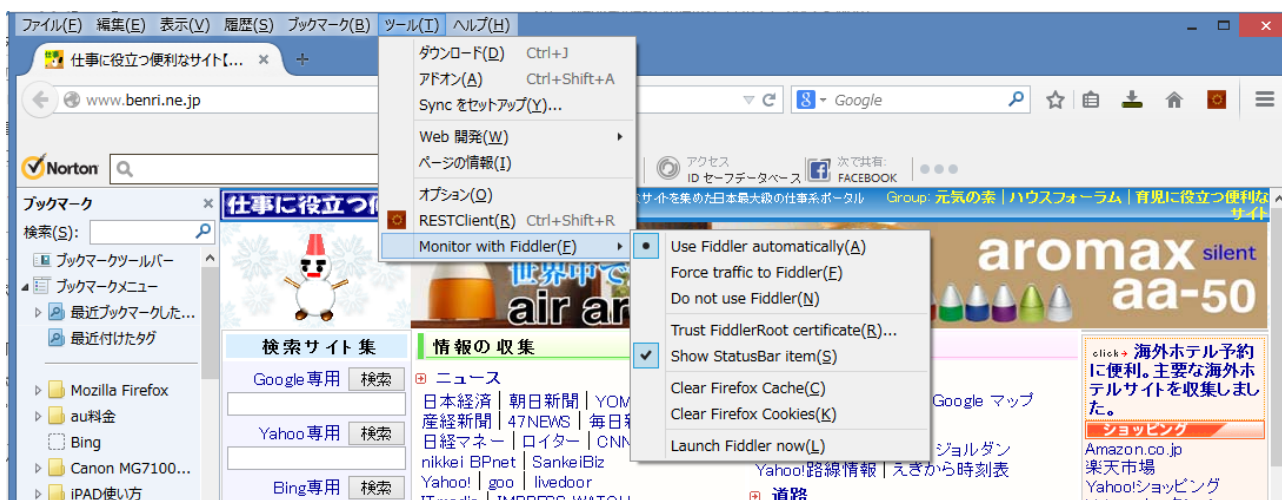 ファイル(F) 編集(E) 表示(V) 履歴(S) ブックマーク(B) ツール(T) ヘルプ(H)
仕事に役立つ便利なサイト【... × +
www.benri.ne.jp
Google
Norton
アクセス
ID セーフデータベース
次で共有:
FACEBOOK
ダウンロード(D) Ctrl+J
アドオン(A) Ctrl+Shift+A
Sync をセットアップ(Y)...
Web 開発(W)
ページの情報(I)
オプション(O)
RESTClient(R) Ctrl+Shift+R
Monitor with Fiddler(F)
Use Fiddler automatically(A)
Force traffic to Fiddler(F)
Do not use Fiddler(N)
Trust FiddlerRoot certificate(R)...
Show StatusBar item(S)
Clear Firefox Cache(C)
Clear Firefox Cookies(K)
Launch Fiddler now(L)
ブックマーク ×
検索(S):
ブックマークツールバー
ブックマークメニュー
最近ブックマークした...
最近付けたタグ
Mozilla Firefox
au料金
Bing
Canon MG7100...
iPAD使い方
仕事に役立つ
サイトを集めた日本最大級の仕事系ポータル
Group: 元気の素 | ハウスフォーラム | 育児に役立つ便利な
サイト
世界中で
air ar
aromax silent
aa-50
検索サイト集
Google専用 検索
Yahoo専用 検索
Bing専用 検索
情報の収集
ニュース
日本経済 | 朝日新聞 | YOM
産経新聞 | 47NEWS | 毎日
日経マネー | ロイター | CNN
nikkei BPnet | SankeiBiz
Yahoo! | goo | livedoor
ITmedia | IMPRESS WATCH
Google マップ
ジョルダン
Yahoo!路線情報 | えきから時刻表
道路
click→ 海外ホテル予約
に便利。主要な海外ホ
テルサイトを収集しまし
た。
ショッピング
Amazon.co.jp
楽天市場
Yahoo!ショッピング